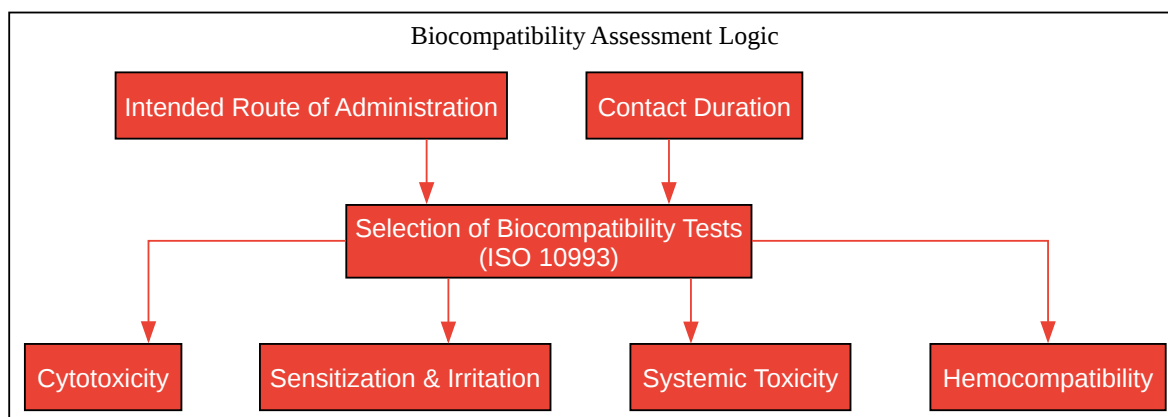 Biocompatibility Assessment Logic
Intended Route of Administration
Contact Duration
Selection of Biocompatibility Tests
(ISO 10993)
Cytotoxicity
Sensitization & Irritation
Systemic Toxicity
Hemocompatibility